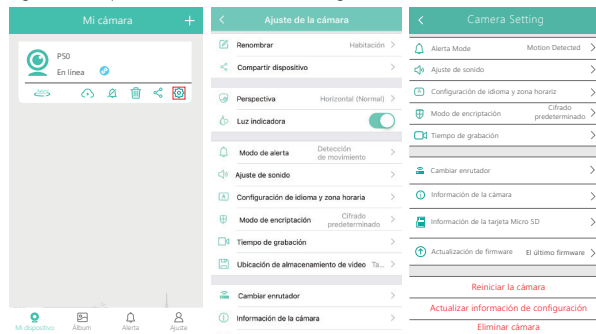 Mi cámara
+
P50
En línea
Mi dispositivo
Álbum
Alerta
Ajuste
Ajuste de la cámara
Renombrar Habitación >
Compartir dispositivo >
Perspectiva Horizontal (Normal) >
Luz indicadora
Modo de alerta Detección de movimiento >
Ajuste de sonido >
Configuración de idioma y zona horaria >
Modo de encriptación Cifrado predeterminado >
Tiempo de grabación >
Ubicación de almacenamiento de video Ta... >
Cambiar enrutador >
Información de la cámara >
Camera Setting
Alerta Mode Motion Detected >
Ajuste de sonido >
Configuración de idioma y zona horariz >
Modo de encriptación Cifrado predeterminado >
Tiempo de grabación >
Cambiar enrutador >
Información de la cámara >
Información de la tarjeta Micro SD >
Actualización de firmware El último firmware >
Reiniciar la cámara
Actualizar información de configuración
Eliminar cámara